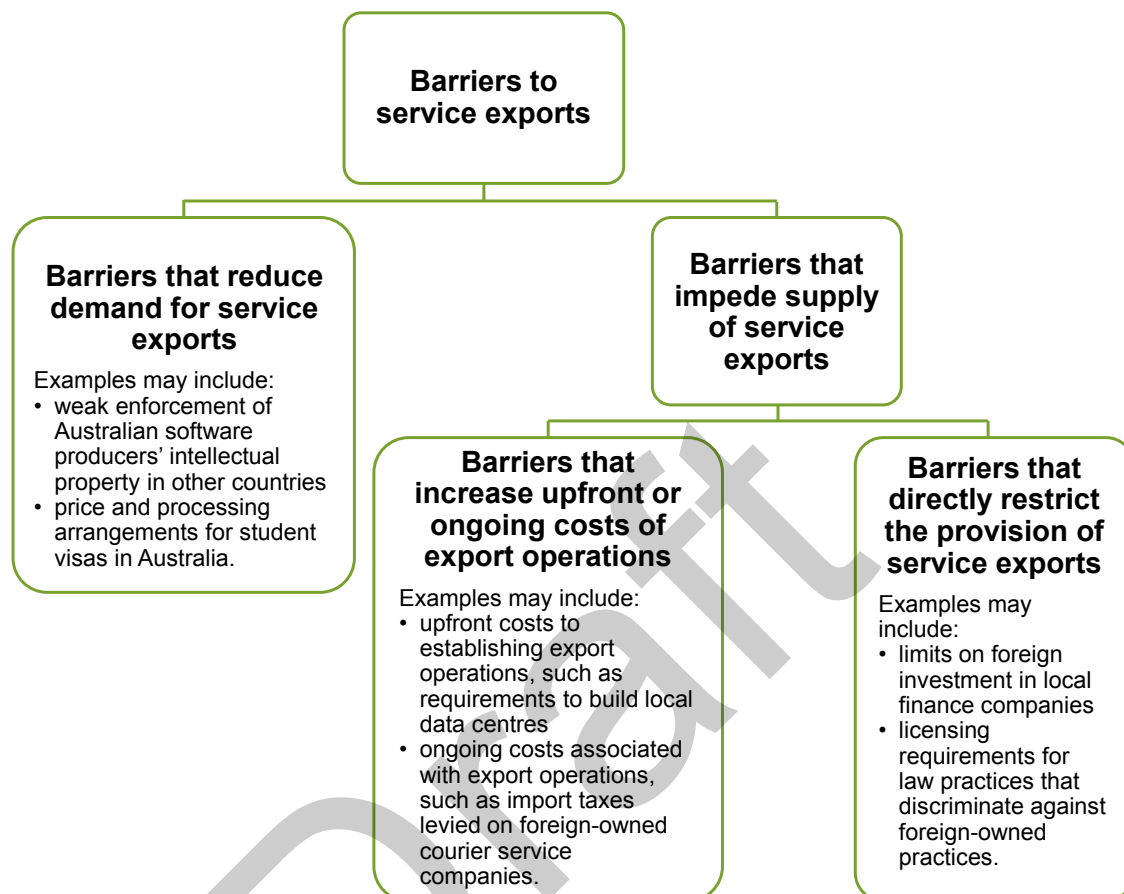 Barriers to
service exports
Barriers that reduce
demand for service
exports
Examples may include:
• weak enforcement of
Australian software
producers’ intellectual
property in other countries
• price and processing
arrangements for student
visas in Australia.
Barriers that
impede supply
of service
exports
Barriers that
increase upfront or
ongoing costs of
export operations
Examples may include:
• upfront costs to
establishing export
operations, such as
requirements to build local
data centres
• ongoing costs associated
with export operations,
such as import taxes
levied on foreign-owned
courier service
companies.
Barriers that
directly restrict
the provision of
service exports
Examples may
include:
• limits on foreign
investment in local
finance companies
• licensing
requirements for
law practices that
discriminate against
foreign-owned
practices.
Draft